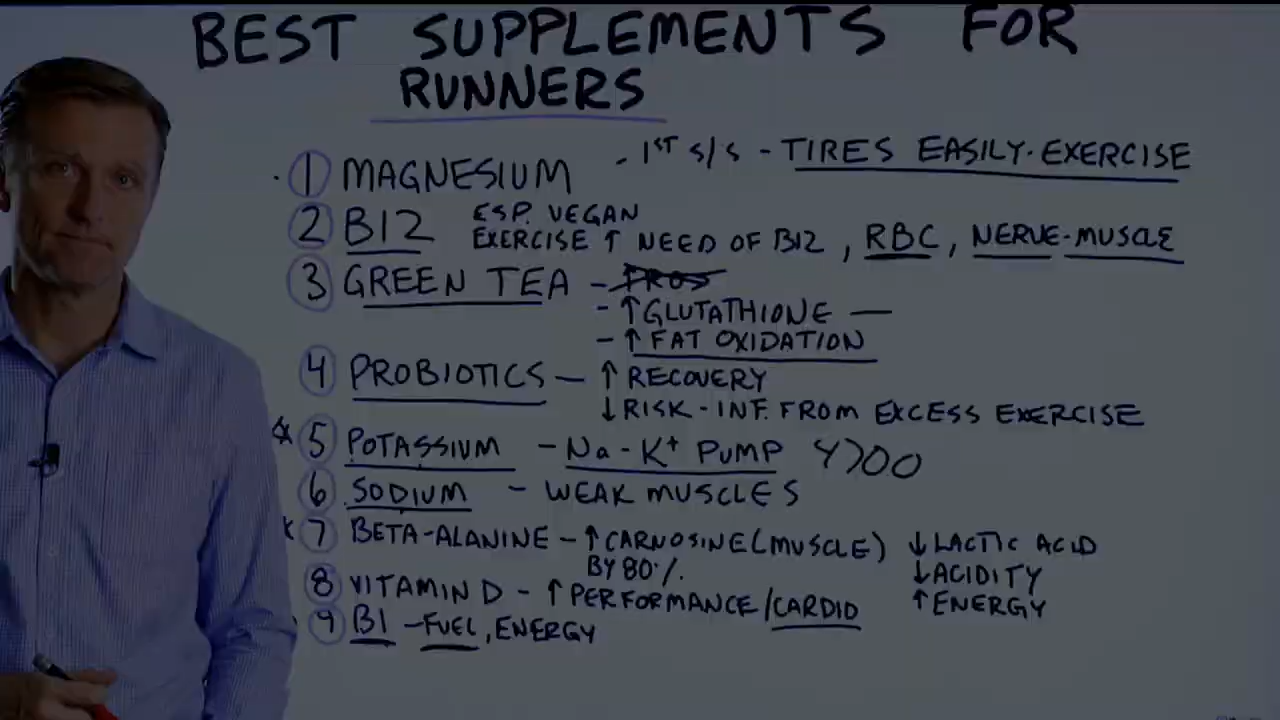 BEST SUPPLEMENTS FOR
RUNNERS
1 MAGNESIUM - 1ST S/S - TIRES EASILY·EXERCISE
2 B12 ESP. VEGAN
EXERCISE ↑ NEED OF B12, RBC, NERVE-MUSCLE
3 GREEN TEA -
- ↑ GLUTATHIONE —
- ↑ FAT OXIDATION
4 PROBIOTICS — ↑ RECOVERY
↓ RISK - INF. FROM EXCESS EXERCISE
5 POTASSIUM - Na - K+ PUMP 4700
6 SODIUM - WEAK MUSCLES
7 BETA-ALANINE - ↑ CARNOSINE (MUSCLE) ↓ LACTIC ACID
BY 80% ↓ ACIDITY
8 VITAMIN D - ↑ PERFORMANCE/CARDIO ↑ ENERGY
9 B1 - FUEL, ENERGY